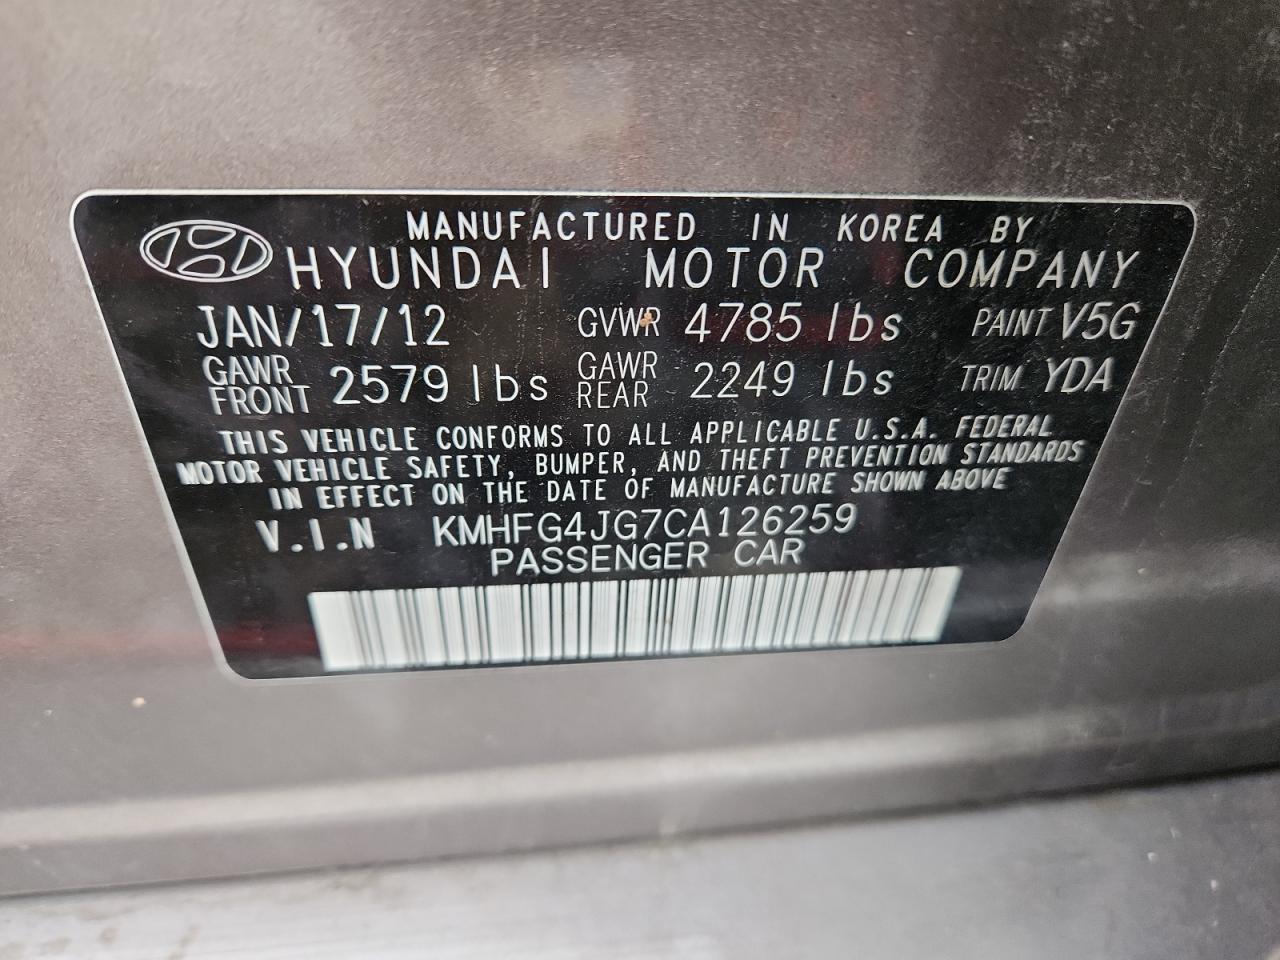 MANUFACTURED IN KOREA BY
HYUNDAI MOTOR COMPANY
JAN/17/12 GVWR 4785 lbs PAINT V5G
GAWR FRONT 2579 lbs GAWR REAR 2249 lbs TRIM YDA
THIS VEHICLE CONFORMS TO ALL APPLICABLE U.S.A. FEDERAL
MOTOR VEHICLE SAFETY, BUMPER, AND THEFT PREVENTION STANDARDS
IN EFFECT ON THE DATE OF MANUFACTURE SHOWN ABOVE
V.I.N KMHFG4JG7CA126259
PASSENGER CAR